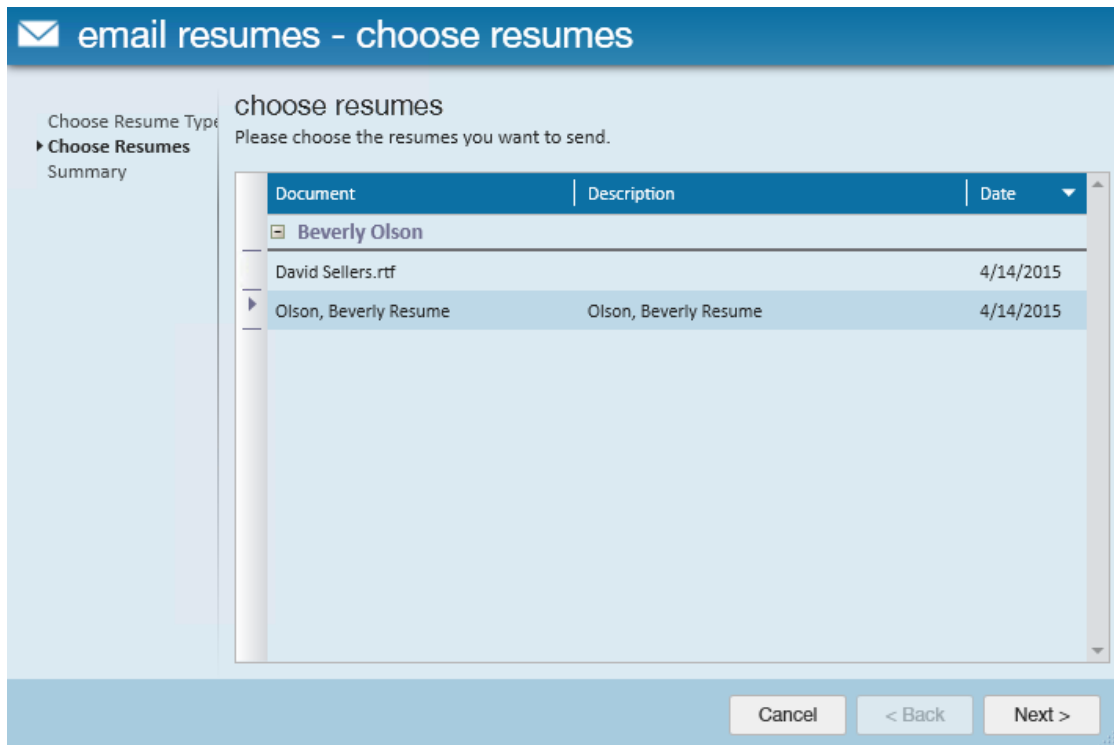 email resumes - choose resumes
Choose Resume Type
Choose Resumes
Summary
choose resumes
Please choose the resumes you want to send.
Document Description Date
Beverly Olson
David Sellers.rtf 4/14/2015
Olson, Beverly Resume Olson, Beverly Resume 4/14/2015
Cancel < Back Next >